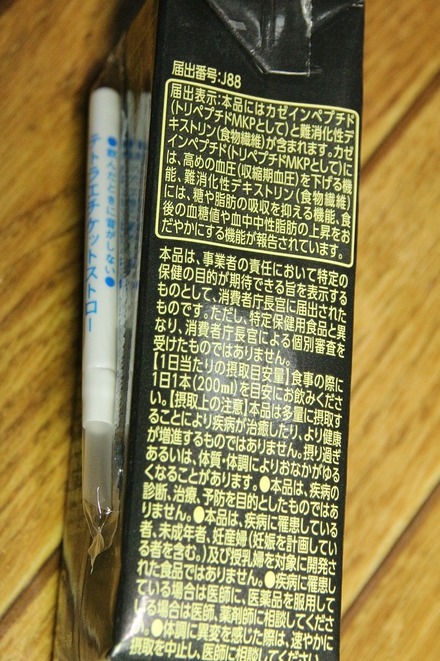 届出番号:J88
届出表示:本品にはカゼインペプチド
(トリペプチドMKPとして)と難消化性デ
キストリン(食物繊維)が含まれます。カゼ
インペプチド(トリペプチドMKPとして)に
は、高めの血圧(収縮期血圧)を下げる機
能、難消化性デキストリン(食物繊維)
には、糖や脂肪の吸収を抑える機能、食
後の血糖値や血中中性脂肪の上昇をお
だやかにする機能が報告されています。
本品は、事業者の責任において特定の
保健の目的が期待できる旨を表示する
ものとして、消費者庁長官に届出された
ものです。ただし、特定保健用食品と異
なり、消費者庁長官による個別審査を
受けたものではありません。
【1日当たりの摂取目安量】食事の際に
1日1本(200ml)を目安にお飲みくださ
い。【摂取上の注意】本品は多量に摂取す
ることにより疾病が治癒したり、より健康
が増進するものではありません。摂り過ぎ
あるいは、体質・体調によりおなかがゆる
くなることがあります。●本品は、疾病の
診断、治療、予防を目的としたものではあ
りません。●本品は、疾病に罹患している
者、未成年者、妊産婦(妊娠を計画してい
る者を含む。)及び授乳婦を対象に開発さ
れた食品ではありません。●疾病に罹患し
ている場合は医師に、医薬品を服用して
いる場合は医師、薬剤師に相談してくださ
い。●体調に異変を感じた際は、速やかに
摂取を中止し、医師に相談してください。
●飲んだときに音がしない●
テトラエチケットストロー